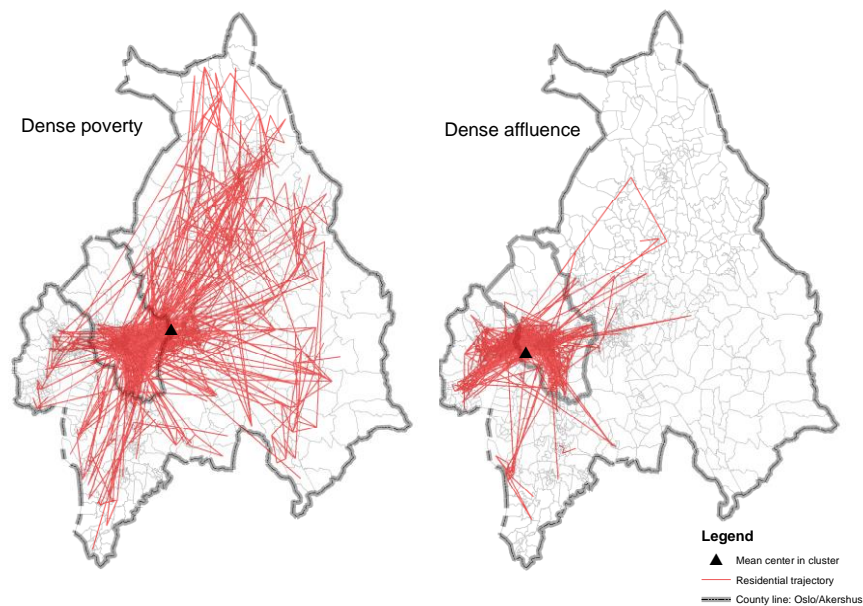 Dense poverty
Dense affluence
Legend
Mean center in cluster
Residential trajectory
County line: Oslo/Akershus